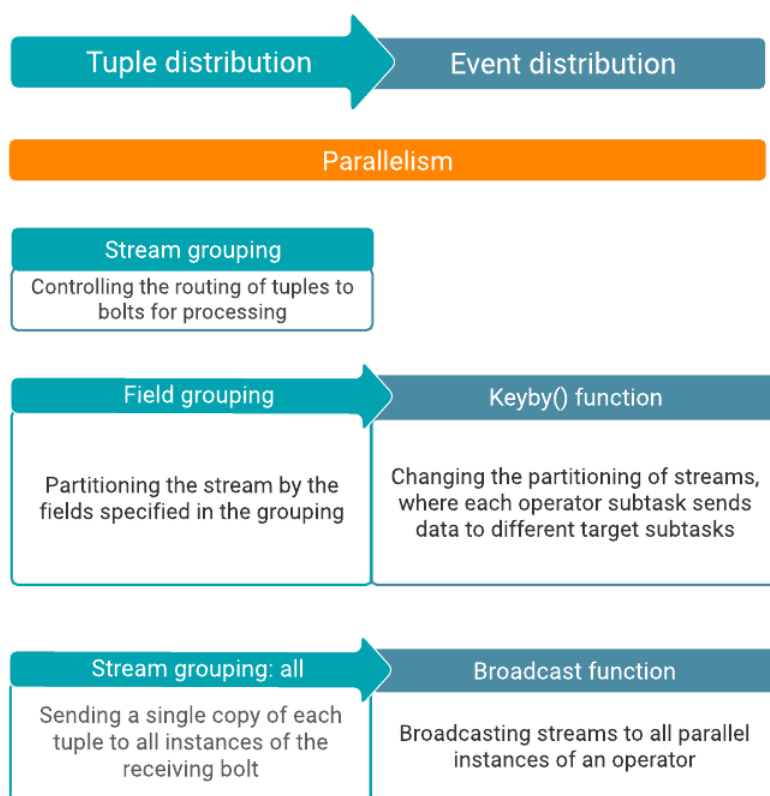 Tuple distribution
Event distribution
Parallelism
Stream grouping
Controlling the routing of tuples to
bolts for processing
Field grouping
Keyby() function
Partitioning the stream by the
fields specified in the grouping
Changing the partitioning of streams,
where each operator subtask sends
data to different target subtasks
Stream grouping: all
Broadcast function
Sending a single copy of each
tuple to all instances of the
receiving bolt
Broadcasting streams to all parallel
instances of an operator